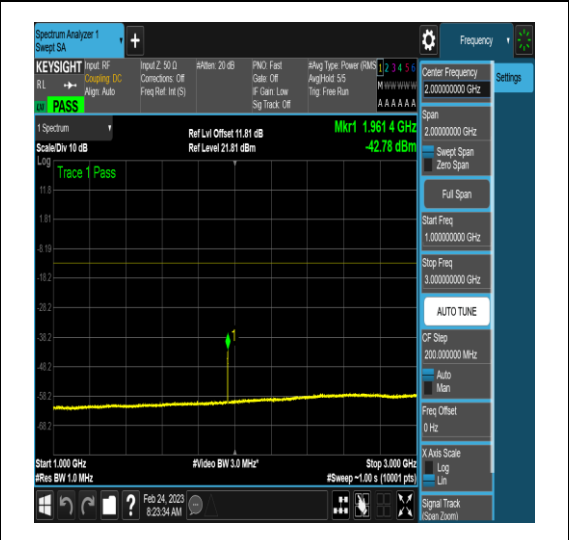 Spectrum Analyzer 1
Swept SA
Frequency
KEYSIGHT
RL
PASS
Input: RF
Coupling: DC
Align: Auto
Input Z: 50 Ω
Corrections: Off
Freq Ref: Int (S)
#Atten: 20 dB
PNO: Fast
Gate: Off
IF Gain: Low
Sig Track: Off
#Avg Type: Power (RMS
Avg|Hold: 5/5
Trig: Free Run
1 2 3 4 5 6
M w w w w w
A A A A A A
1 Spectrum
Scale/Div 10 dB
Ref Lvl Offset 11.81 dB
Ref Level 21.81 dBm
Mkr1 1.961 4 GHz
-42.78 dBm
Log
Trace 1 Pass
11.8
1.81
-8.19
-18.2
-28.2
-38.2
-48.2
-58.2
-68.2
1
Start 1.000 GHz
#Res BW 1.0 MHz
#Video BW 3.0 MHz*
Stop 3.000 GHz
#Sweep ~1.00 s (10001 pts)
Feb 24, 2023
8:23:34 AM
Center Frequency
2.000000000 GHz
Span
2.00000000 GHz
Swept Span
Zero Span
Full Span
Start Freq
1.000000000 GHz
Stop Freq
3.000000000 GHz
AUTO TUNE
CF Step
200.000000 MHz
Auto
Man
Freq Offset
0 Hz
X Axis Scale
Log
Lin
Signal Track
(Span Zoom)
Settings